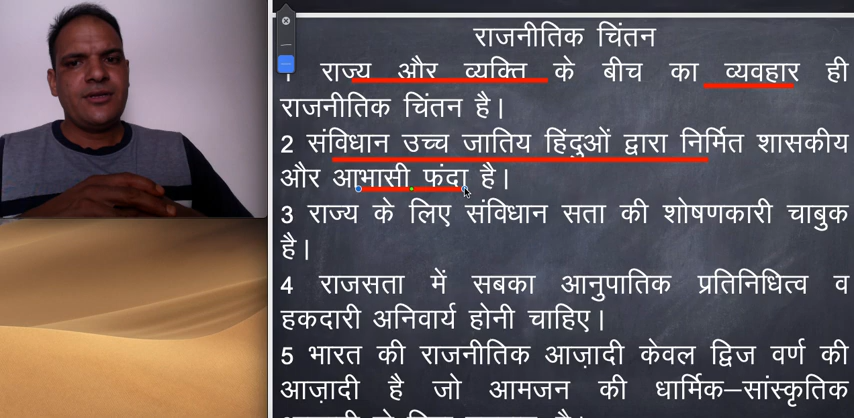 राजनीतिक चिंतन
1 राज्य और व्यक्ति के बीच का व्यवहार ही
राजनीतिक चिंतन है।
2 संविधान उच्च जातिय हिंदुओं द्वारा निर्मित शासकीय
और आभासी फंदा है।
3 राज्य के लिए संविधान सता की शोषणकारी चाबुक
है।
4 राजसता में सबका आनुपातिक प्रतिनिधित्व व
हकदारी अनिवार्य होनी चाहिए।
5 भारत की राजनीतिक आज़ादी केवल द्विज वर्ण की
आज़ादी है जो आमजन की धार्मिक–सांस्कृतिक